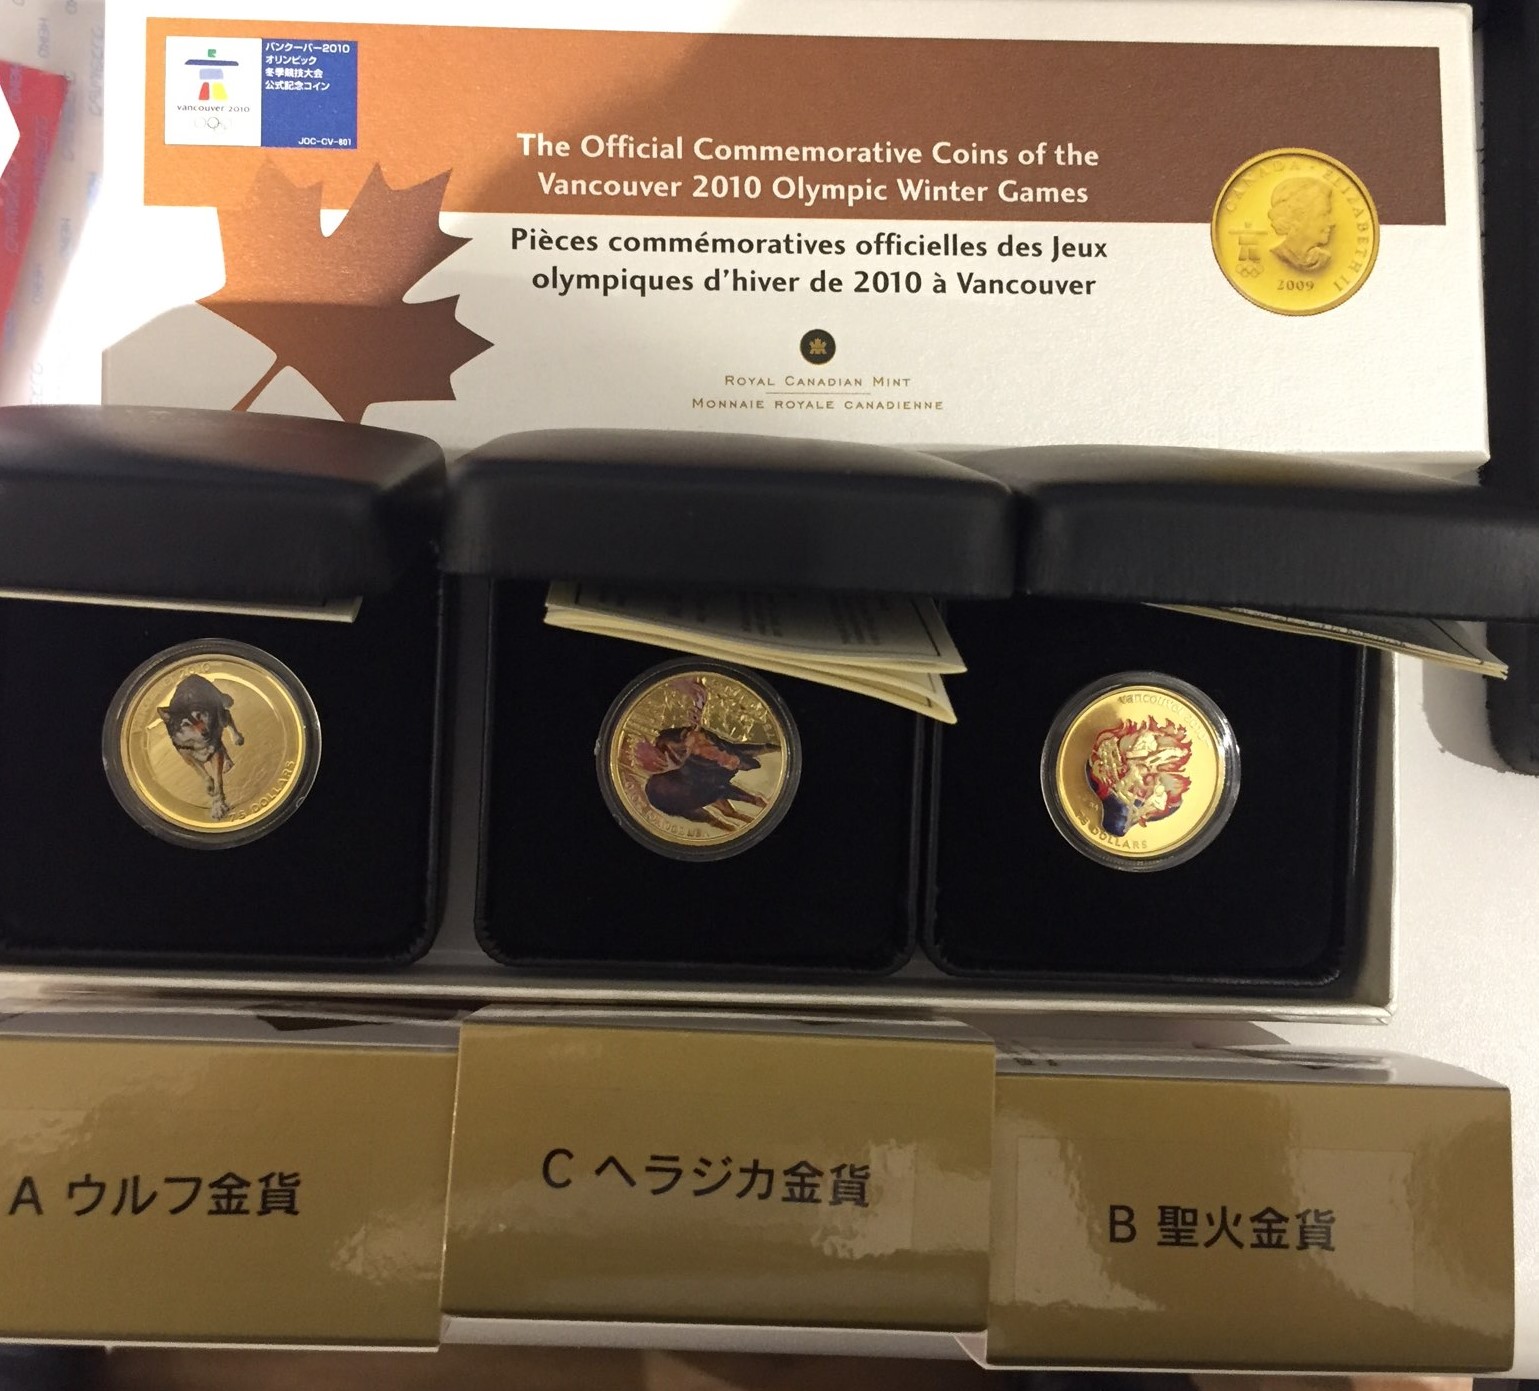 バンクーバー2010
オリンピック
冬季競技大会
公式記念コイン
vancouver 2010
JOC-CV-801
The Official Commemorative Coins of the
Vancouver 2010 Olympic Winter Games
Pièces commémoratives officielles des Jeux
olympiques d'hiver de 2010 à Vancouver
CANADA · ELIZABETH II
2009
ROYAL CANADIAN MINT
MONNAIE ROYALE CANADIENNE
75 DOLLARS
vancouver
DOLLARS
A ウルフ金貨
C ヘラジカ金貨
B 聖火金貨